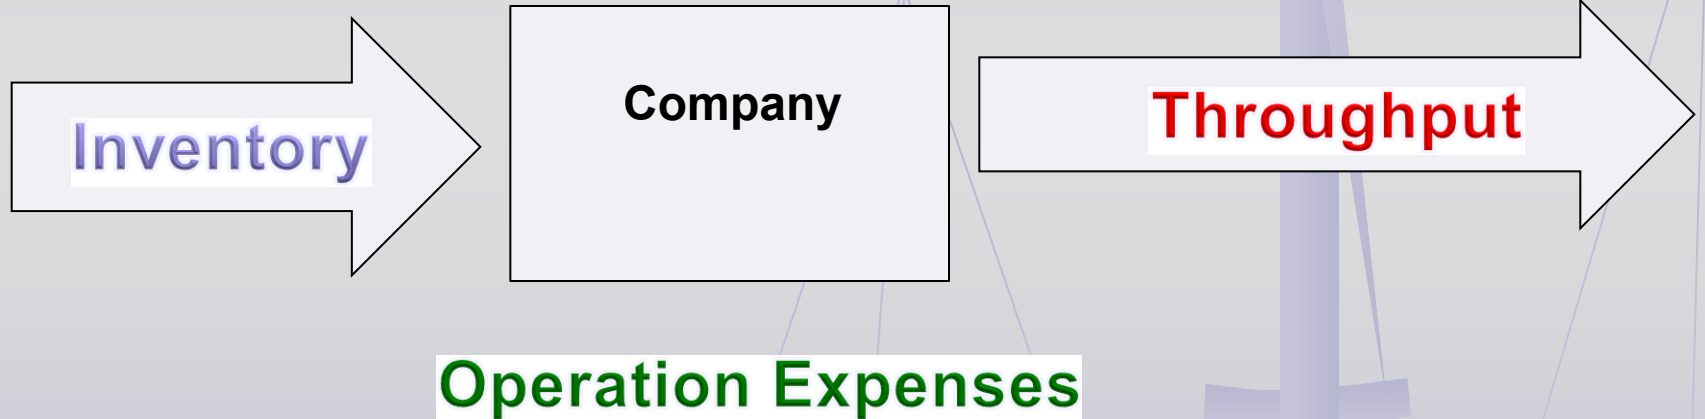 Inventory
Company
Throughput
Operation Expenses